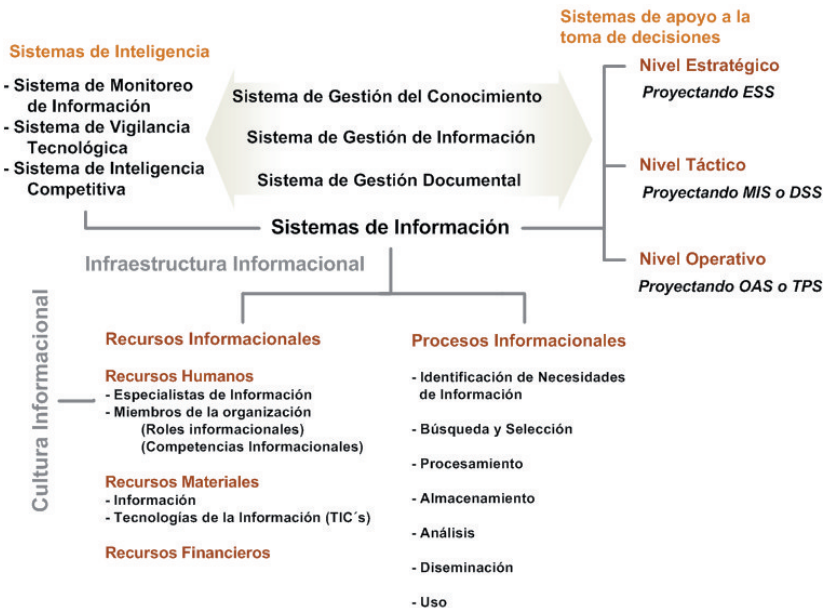 Sistemas de Inteligencia
- Sistema de Monitoreo
de Información
- Sistema de Vigilancia
Tecnológica
- Sistema de Inteligencia
Competitiva
Sistema de Gestión del Conocimiento
Sistema de Gestión de Información
Sistema de Gestión Documental
Sistemas de Información
Sistemas de apoyo a la
toma de decisiones
Nivel Estratégico
Proyectando ESS
Nivel Táctico
Proyectando MIS o DSS
Nivel Operativo
Proyectando OAS o TPS
Infraestructura Informacional
Cultura Informacional
Recursos Informacionales
Recursos Humanos
- Especialistas de Información
- Miembros de la organización
(Roles informacionales)
(Competencias Informacionales)
Recursos Materiales
- Información
- Tecnologías de la Información (TIC´s)
Recursos Financieros
Procesos Informacionales
- Identificación de Necesidades
de Información
- Búsqueda y Selección
- Procesamiento
- Almacenamiento
- Análisis
- Diseminación
- Uso